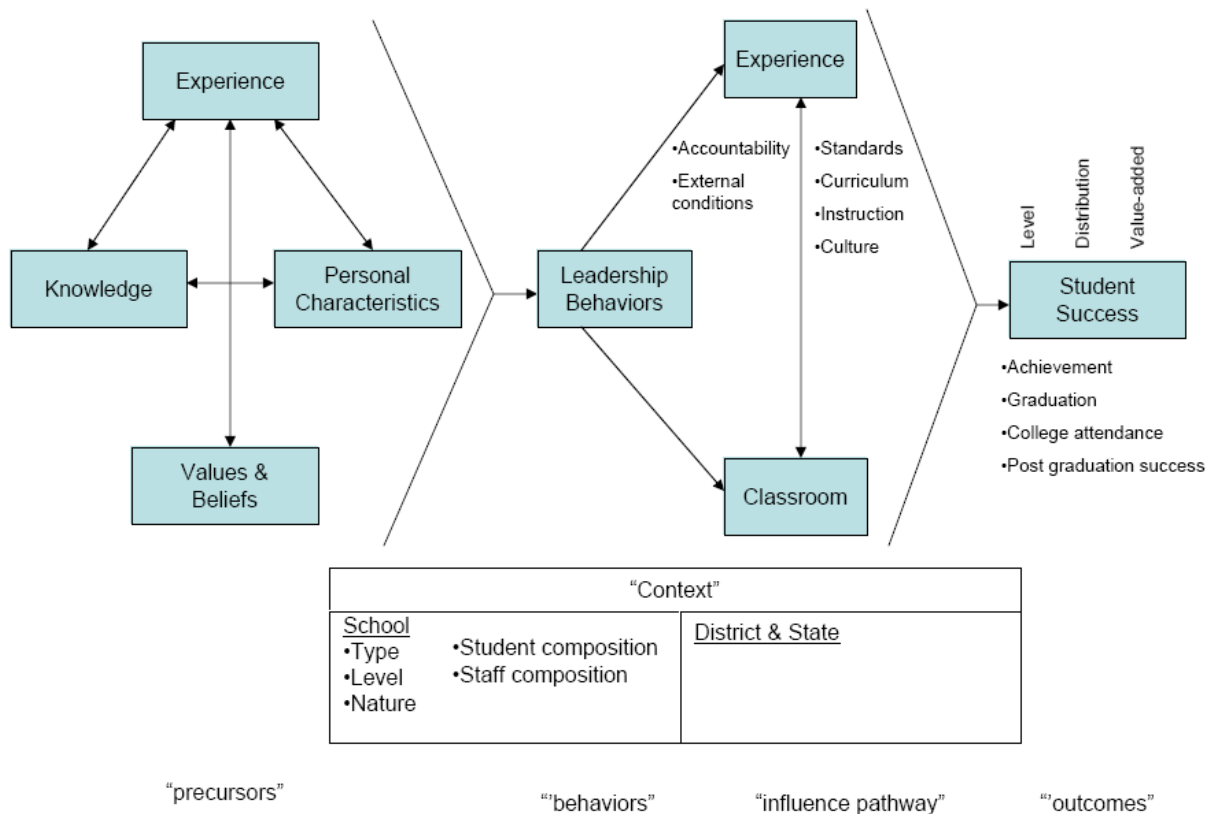 Experience
Knowledge
Personal
Characteristics
Values &
Beliefs
Leadership
Behaviors
Experience
•Accountability
•External
conditions
•Standards
•Curriculum
•Instruction
•Culture
Classroom
Level
Distribution
Value-added
Student
Success
•Achievement
•Graduation
•College attendance
•Post graduation success
“Context”
School
•Type
•Level
•Nature
•Student composition
•Staff composition
District & State
“precursors”
“’behaviors”
“influence pathway”
“’outcomes”